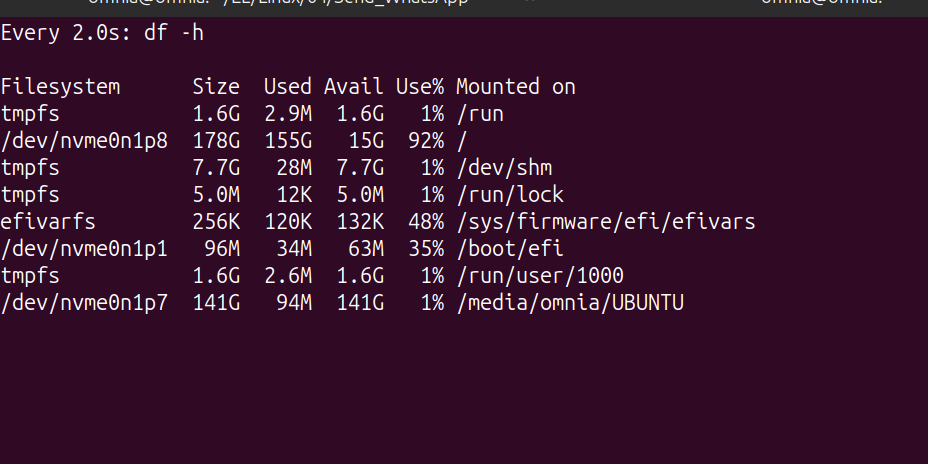 Every 2.0s: df -h
Filesystem      Size  Used Avail Use% Mounted on
tmpfs           1.6G  2.9M  1.6G   1% /run
/dev/nvme0n1p8  178G  155G   15G  92% /
tmpfs           7.7G   28M  7.7G   1% /dev/shm
tmpfs           5.0M   12K  5.0M   1% /run/lock
efivarfs        256K  120K  132K  48% /sys/firmware/efi/efivars
/dev/nvme0n1p1   96M   34M   63M  35% /boot/efi
tmpfs           1.6G  2.6M  1.6G   1% /run/user/1000
/dev/nvme0n1p7  141G   94M  141G   1% /media/omnia/UBUNTU